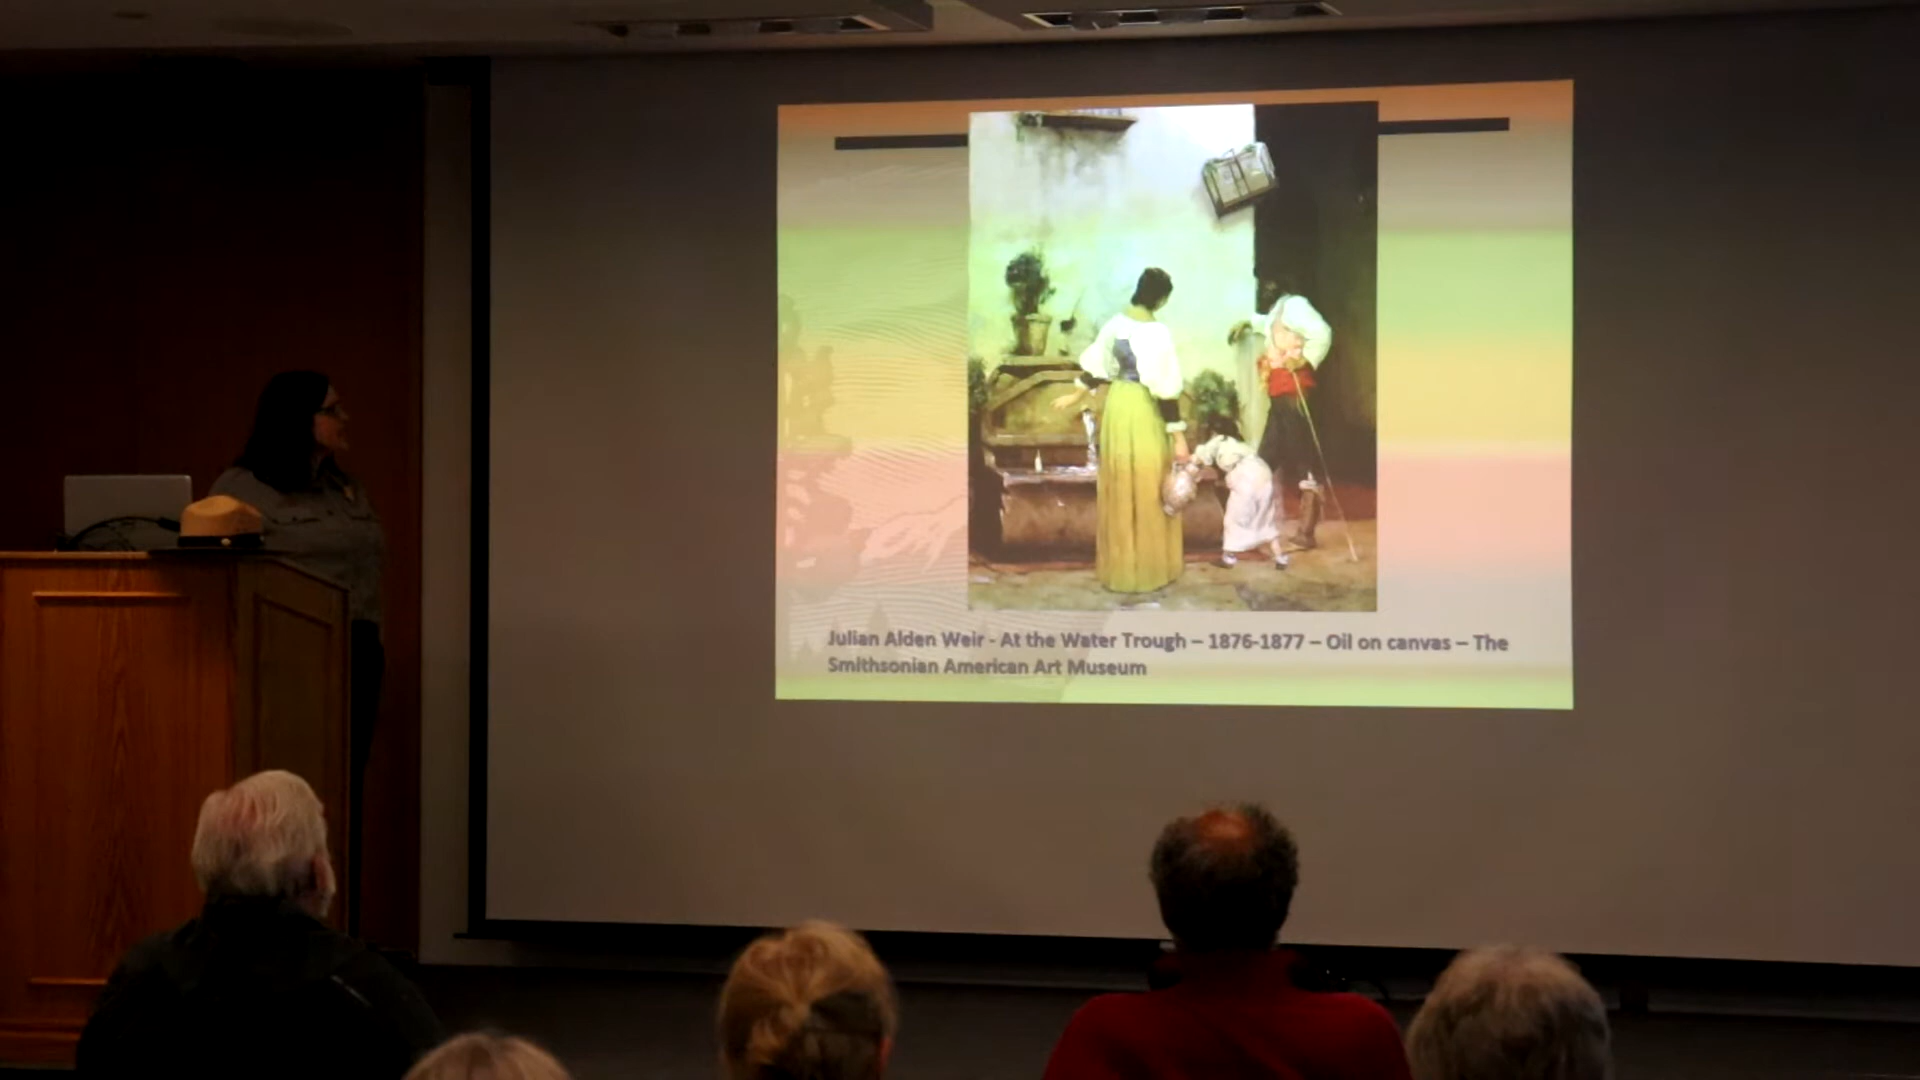 Julian Alden Weir - At the Water Trough – 1876-1877 – Oil on canvas – The
Smithsonian American Art Museum